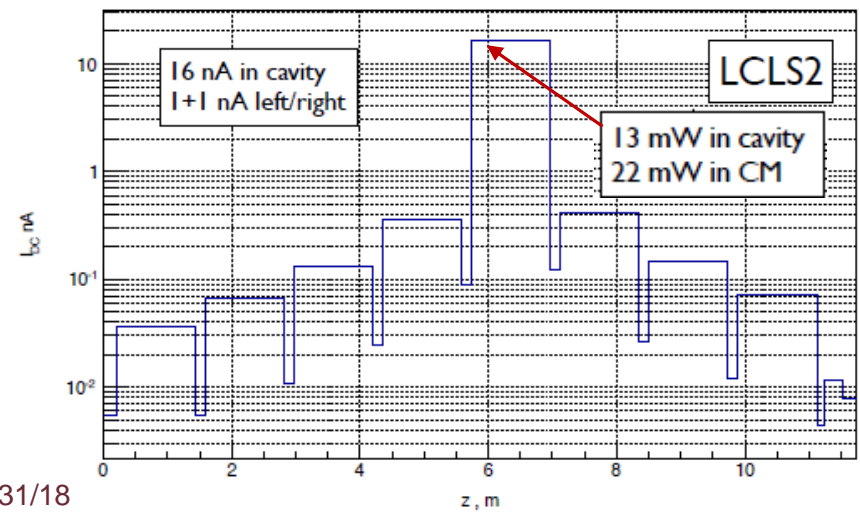 16 nA in cavity
1+1 nA left/right
LCLS2
13 mW in cavity
22 mW in CM
10
1
10-1
10-2
I DC nA
0
2
4
6
8
10
z , m
31/18